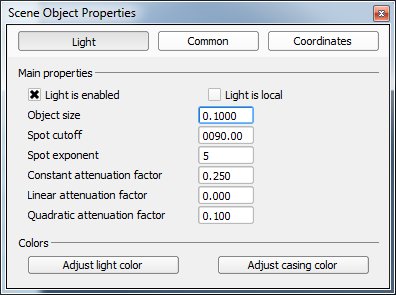 Scene Object Properties
Light Common Coordinates
Main properties
Light is enabled Light is local
Object size 0.1000
Spot cutoff 0090.00
Spot exponent 5
Constant attenuation factor 0.250
Linear attenuation factor 0.000
Quadratic attenuation factor 0.100
Colors
Adjust light color Adjust casing color